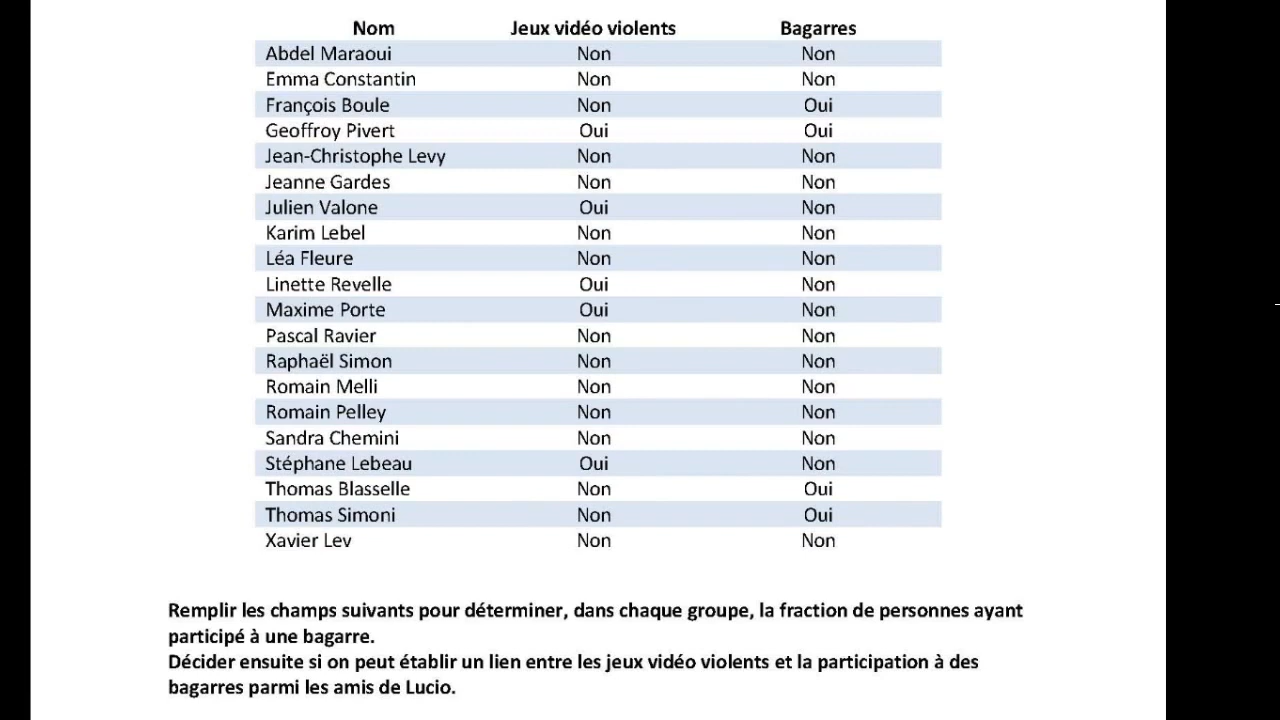 Nom Jeux vidéo violents Bagarres
Abdel Maraoui Non Non
Emma Constantin Non Non
François Boule Non Oui
Geoffroy Pivert Oui Oui
Jean-Christophe Levy Non Non
Jeanne Gardes Non Non
Julien Valone Oui Non
Karim Lebel Non Non
Léa Fleure Non Non
Linette Revelle Oui Non
Maxime Porte Oui Non
Pascal Ravier Non Non
Raphaël Simon Non Non
Romain Melli Non Non
Romain Pelley Non Non
Sandra Chemini Non Non
Stéphane Lebeau Oui Non
Thomas Blasselle Non Oui
Thomas Simoni Non Oui
Xavier Lev Non Non
Remplir les champs suivants pour déterminer, dans chaque groupe, la fraction de personnes ayant
participé à une bagarre.
Décider ensuite si on peut établir un lien entre les jeux vidéo violents et la participation à des
bagarres parmi les amis de Lucio.